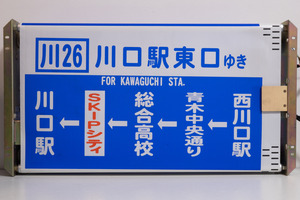 川26 川口駅東口ゆき
FOR KAWAGUCHI STA.
西川口駅
←
青木中央通り
←
総合高校
←
SKIPシティ
←
川口駅